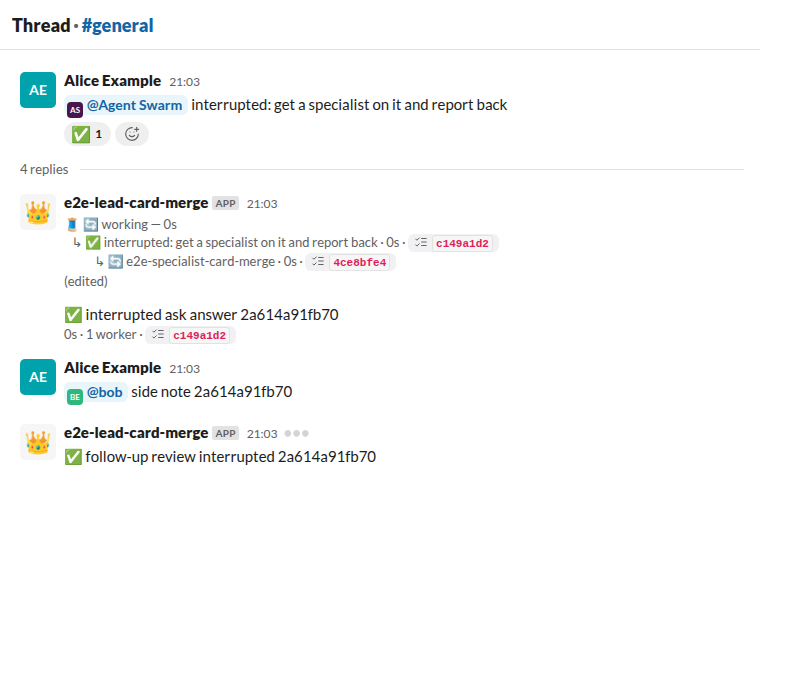 Thread • #general
AE
Alice Example 21:03
AS @Agent Swarm interrupted: get a specialist on it and report back
✅ 1
4 replies
e2e-lead-card-merge APP 21:03
🧵 🔄 working — 0s
↳ ✅ interrupted: get a specialist on it and report back · 0s · c149a1d2
↳ 🔄 e2e-specialist-card-merge · 0s · 4ce8bfe4
(edited)
✅ interrupted ask answer 2a614a91fb70
0s · 1 worker · c149a1d2
AE
Alice Example 21:03
BE @bob side note 2a614a91fb70
e2e-lead-card-merge APP 21:03
✅ follow-up review interrupted 2a614a91fb70